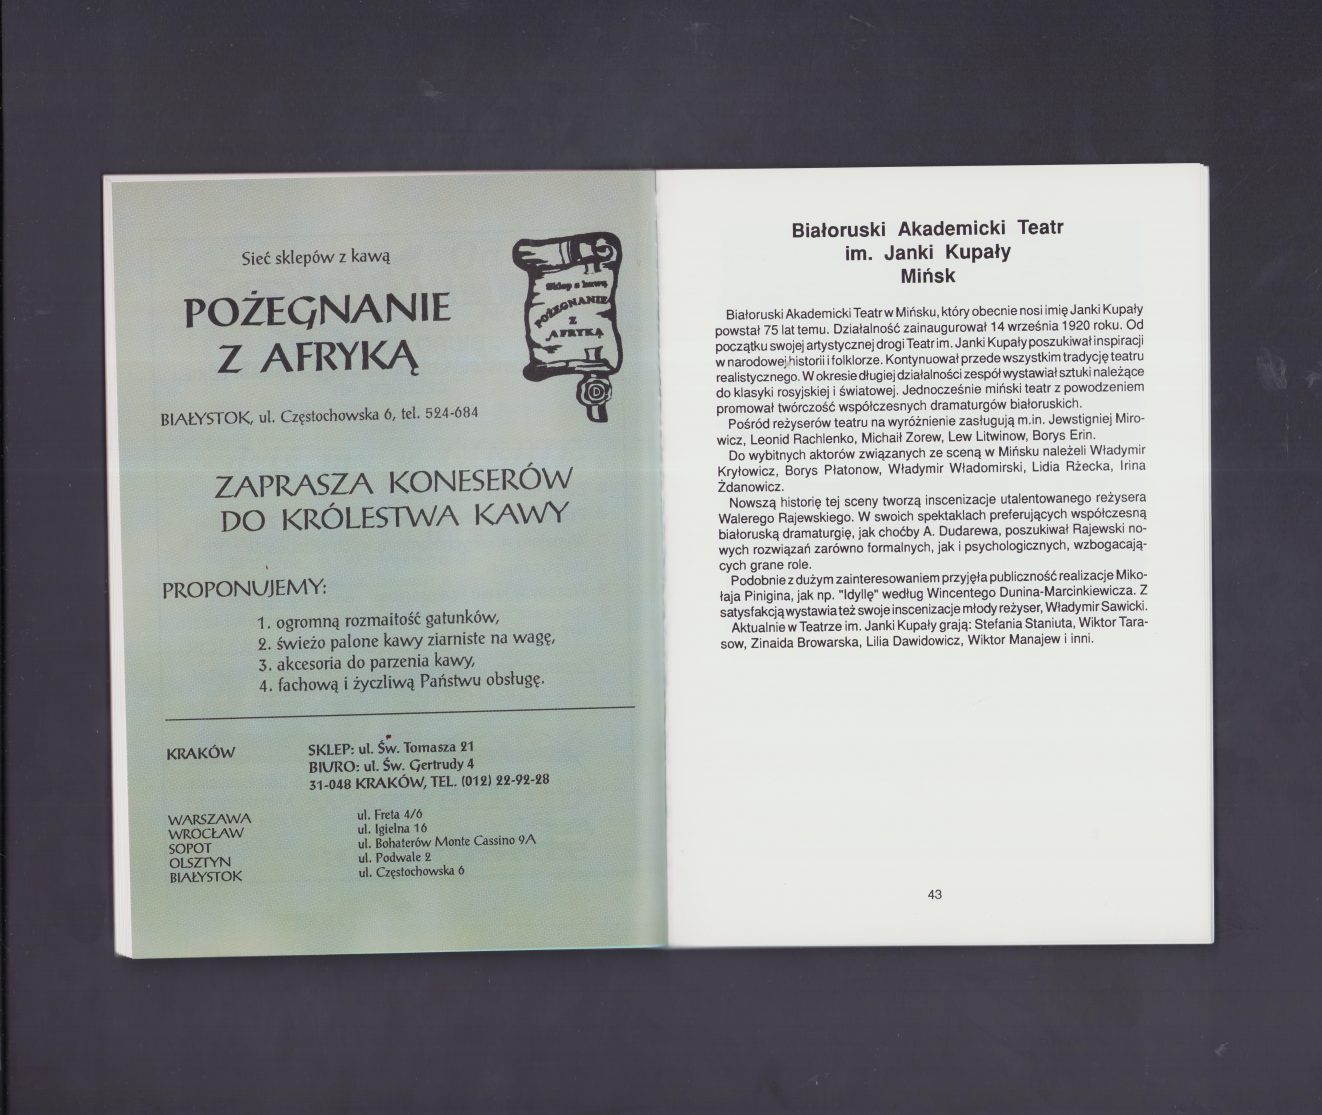 Sieć sklepów z kawą
POŻEGNANIE
Z AFRYKĄ
Sklep z kawą
POŻEGNANIE
Z
AFRYKĄ
BIAŁYSTOK, ul. Częstochowska 6, tel. 524-684
ZAPRASZA KONESERÓW
DO KRÓLESTWA KAWY
PROPONUJEMY:
1. ogromną rozmaitość gatunków,
2. świeżo palone kawy ziarniste na wagę,
3. akcesoria do parzenia kawy,
4. fachową i życzliwą Państwu obsługę.
KRAKÓW SKLEP: ul. Św. Tomasza 21
BIURO: ul. Św. Gertrudy 4
31-048 KRAKÓW, TEL. (012) 22-92-28
WARSZAWA ul. Freta 4/6
WROCŁAW ul. Igielna 16
SOPOT ul. Bohaterów Monte Cassino 9A
OLSZTYN ul. Podwale 2
BIAŁYSTOK ul. Częstochowska 6
Białoruski Akademicki Teatr
im. Janki Kupały
Mińsk
Białoruski Akademicki Teatr w Mińsku, który obecnie nosi imię Janki Kupały
powstał 75 lat temu. Działalność zainaugurował 14 września 1920 roku. Od
początku swojej artystycznej drogi Teatr im. Janki Kupały poszukiwał inspiracji
w narodowej historii i folklorze. Kontynuował przede wszystkim tradycję teatru
realistycznego. W okresie długiej działalności zespół wystawiał sztuki należące
do klasyki rosyjskiej i światowej. Jednocześnie miński teatr z powodzeniem
promował twórczość współczesnych dramaturgów białoruskich.
Pośród reżyserów teatru na wyróżnienie zasługują m.in. Jewstigniej Miro-
wicz, Leonid Rachlenko, Michaił Zorew, Lew Litwinow, Borys Erin.
Do wybitnych aktorów związanych ze sceną w Mińsku należeli Władymir
Kryłowicz, Borys Płatonow, Władymir Władomirski, Lidia Rżecka, Irina
Żdanowicz.
Nowszą historię tej sceny tworzą inscenizacje utalentowanego reżysera
Walerego Rajewskiego. W swoich spektaklach preferujących współczesną
białoruską dramaturgię, jak choćby A. Dudarewa, poszukiwał Rajewski no-
wych rozwiązań zarówno formalnych, jak i psychologicznych, wzbogacają-
cych grane role.
Podobnie z dużym zainteresowaniem przyjęła publiczność realizacje Miko-
łaja Pinigina, jak np. "Idyllę" według Wincentego Dunina-Marcinkiewicza. Z
satysfakcją wystawia też swoje inscenizacje młody reżyser, Władymir Sawicki.
Aktualnie w Teatrze im. Janki Kupały grają: Stefania Staniuta, Wiktor Tara-
sow, Zinaida Browarska, Lilia Dawidowicz, Wiktor Manajew i inni.
43